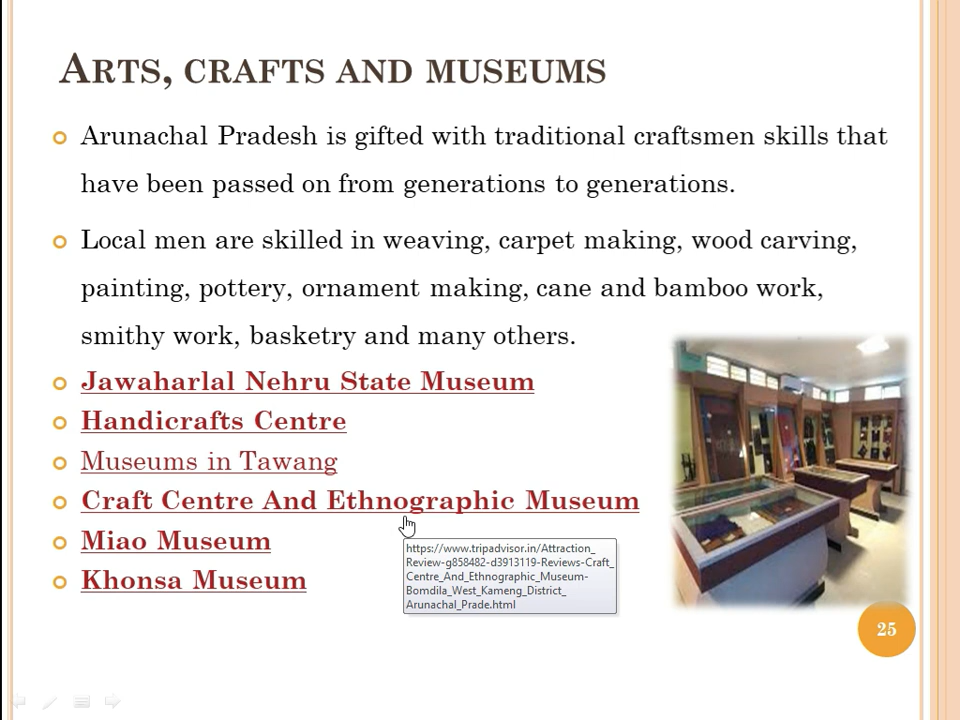 ARTS, CRAFTS AND MUSEUMS
Arunachal Pradesh is gifted with traditional craftsmen skills that
have been passed on from generations to generations.
Local men are skilled in weaving, carpet making, wood carving,
painting, pottery, ornament making, cane and bamboo work,
smithy work, basketry and many others.
Jawaharlal Nehru State Museum
Handicrafts Centre
Museums in Tawang
Craft Centre And Ethnographic Museum
https://www.tripadvisor.in/Attraction_
Review-g858482-d3913119-Reviews-Craft_
Centre_And_Ethnographic_Museum-
Bomdila_West_Kameng_District_
Arunachal_Prade.html
Miao Museum
Khonsa Museum
25